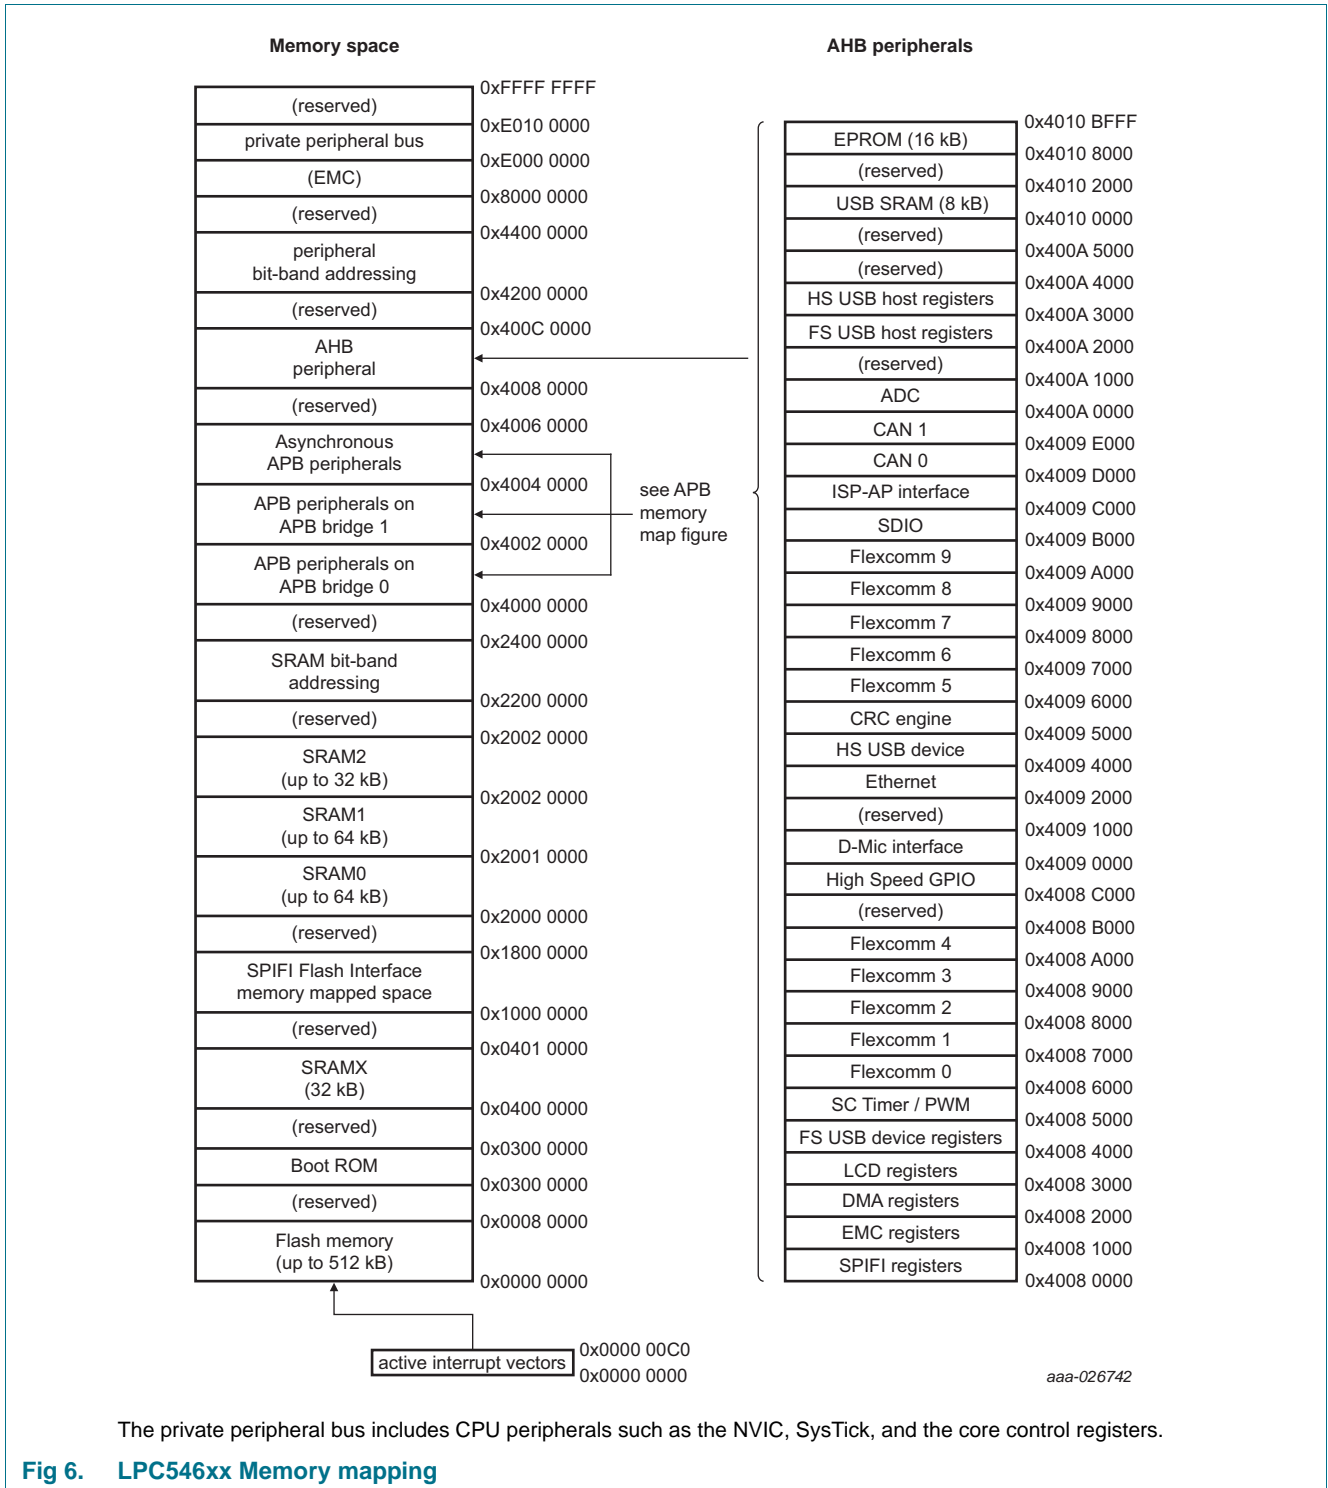 Memory space
0xFFFF FFFF
(reserved)
0xE010 0000
private peripheral bus
0xE000 0000
(EMC)
0x8000 0000
(reserved)
0x4400 0000
peripheral
bit-band addressing
0x4200 0000
(reserved)
0x400C 0000
AHB
peripheral
0x4008 0000
(reserved)
0x4006 0000
Asynchronous
APB peripherals
0x4004 0000
APB peripherals on
APB bridge 1
0x4002 0000
APB peripherals on
APB bridge 0
0x4000 0000
(reserved)
0x2400 0000
SRAM bit-band
addressing
0x2200 0000
(reserved)
0x2002 0000
SRAM2
(up to 32 kB)
0x2002 0000
SRAM1
(up to 64 kB)
0x2001 0000
SRAM0
(up to 64 kB)
0x2000 0000
(reserved)
0x1800 0000
SPIFI Flash Interface
memory mapped space
0x1000 0000
(reserved)
0x0401 0000
SRAMX
(32 kB)
0x0400 0000
(reserved)
0x0300 0000
Boot ROM
0x0300 0000
(reserved)
0x0008 0000
Flash memory
(up to 512 kB)
0x0000 0000
active interrupt vectors
0x0000 00C0
0x0000 0000
see APB
memory
map figure
AHB peripherals
0x4010 BFFF
EPROM (16 kB)
0x4010 8000
(reserved)
0x4010 2000
USB SRAM (8 kB)
0x4010 0000
(reserved)
0x400A 5000
(reserved)
0x400A 4000
HS USB host registers
0x400A 3000
FS USB host registers
0x400A 2000
(reserved)
0x400A 1000
ADC
0x400A 0000
CAN 1
0x4009 E000
CAN 0
0x4009 D000
ISP-AP interface
0x4009 C000
SDIO
0x4009 B000
Flexcomm 9
0x4009 A000
Flexcomm 8
0x4009 9000
Flexcomm 7
0x4009 8000
Flexcomm 6
0x4009 7000
Flexcomm 5
0x4009 6000
CRC engine
0x4009 5000
HS USB device
0x4009 4000
Ethernet
0x4009 2000
(reserved)
0x4009 1000
D-Mic interface
0x4009 0000
High Speed GPIO
0x4008 C000
(reserved)
0x4008 B000
Flexcomm 4
0x4008 A000
Flexcomm 3
0x4008 9000
Flexcomm 2
0x4008 8000
Flexcomm 1
0x4008 7000
Flexcomm 0
0x4008 6000
SC Timer / PWM
0x4008 5000
FS USB device registers
0x4008 4000
LCD registers
0x4008 3000
DMA registers
0x4008 2000
EMC registers
0x4008 1000
SPIFI registers
0x4008 0000
aaa-026742
The private peripheral bus includes CPU peripherals such as the NVIC, SysTick, and the core control registers.
Fig 6. LPC546xx Memory mapping